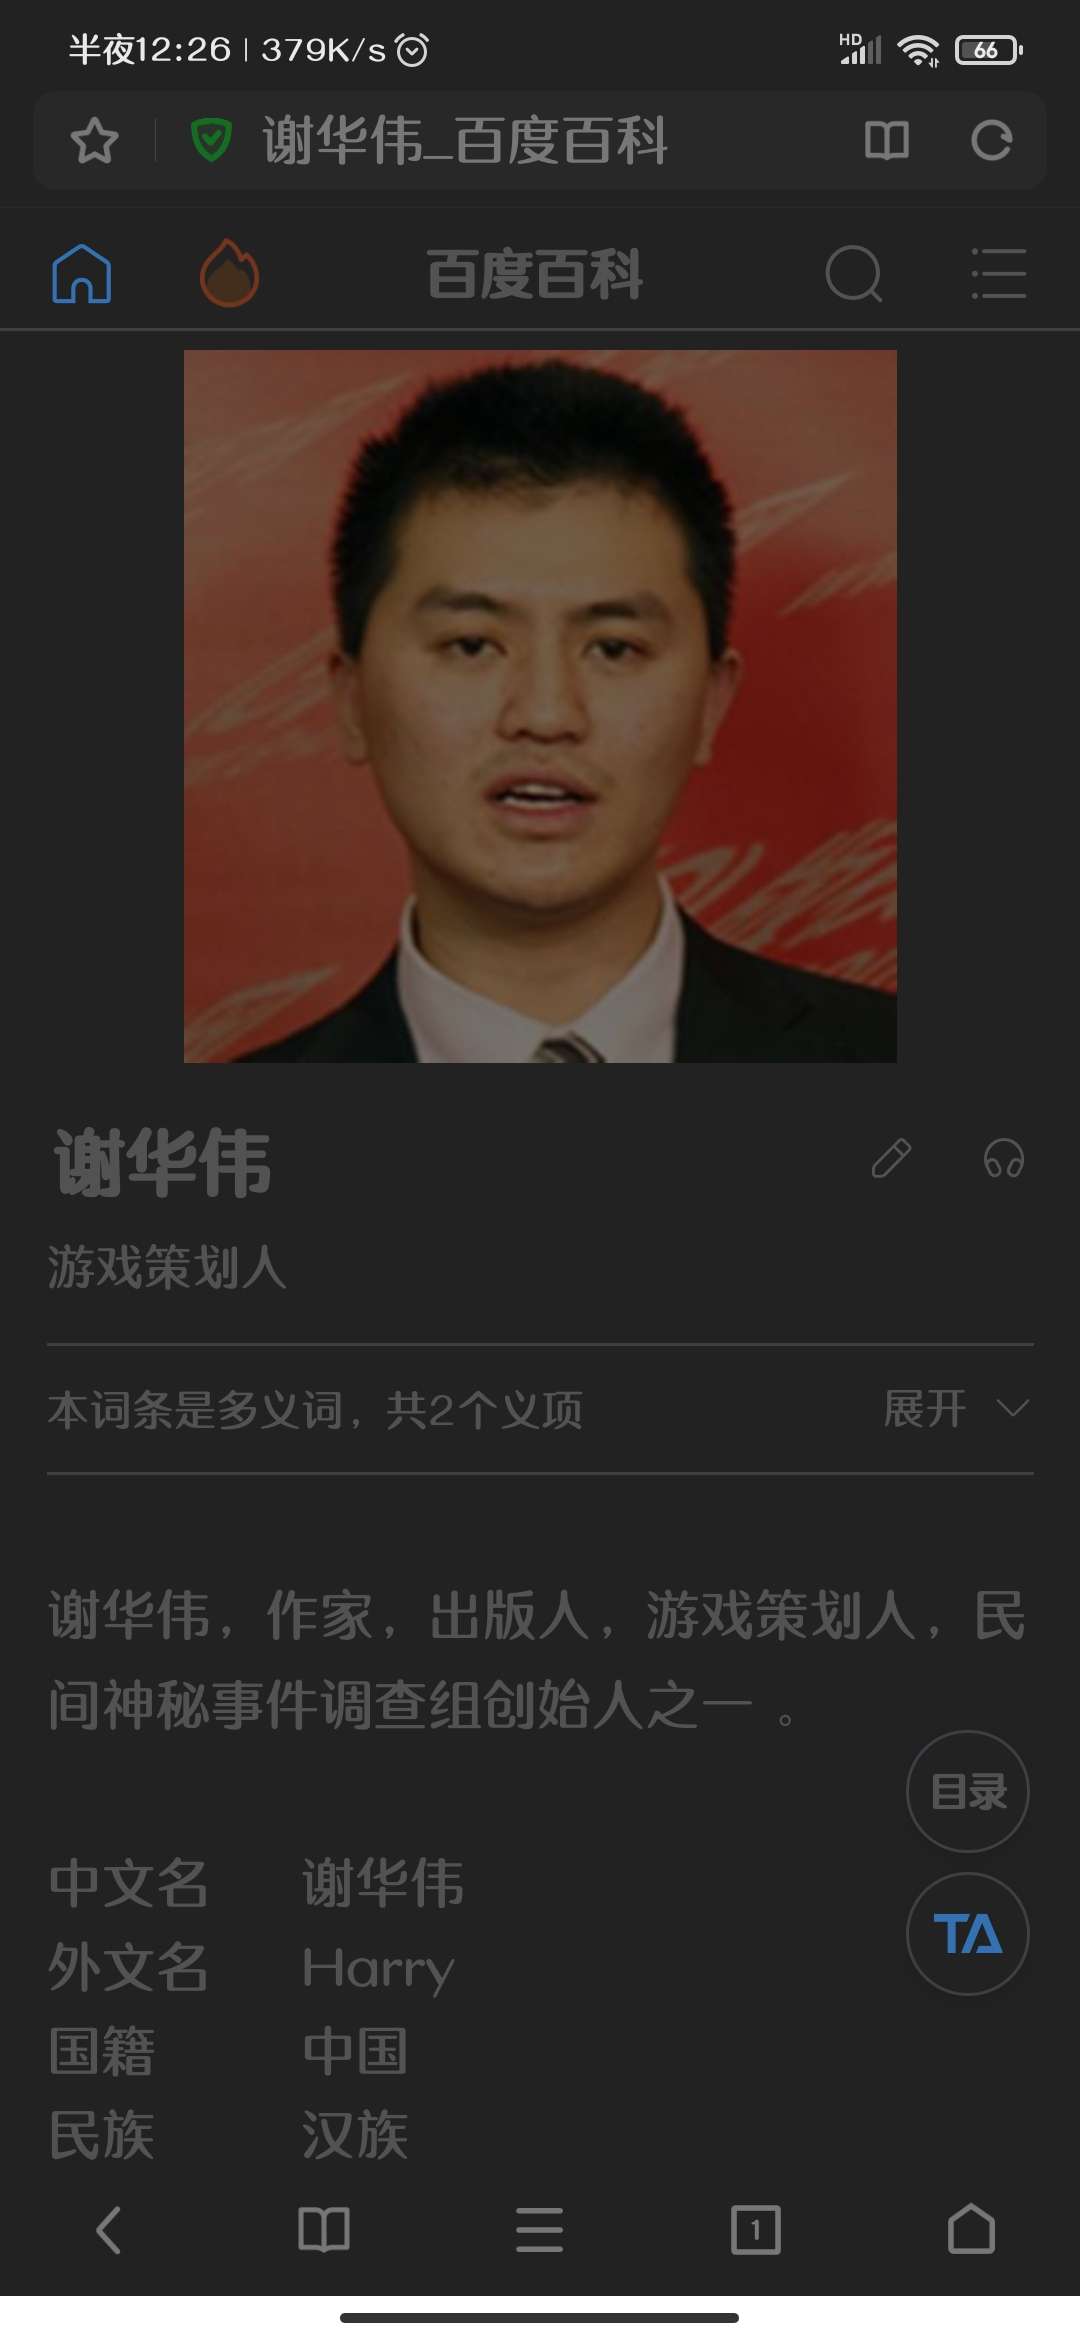 半夜12:26 | 379K/s
HD
66
谢华伟_百度百科
百度百科
谢华伟
游戏策划人
本词条是多义词，共2个义项
展开
谢华伟，作家，出版人，游戏策划人，民
间神秘事件调查组创始人之一 。
目录
中文名 谢华伟
TA
外文名 Harry
国籍 中国
民族 汉族
1